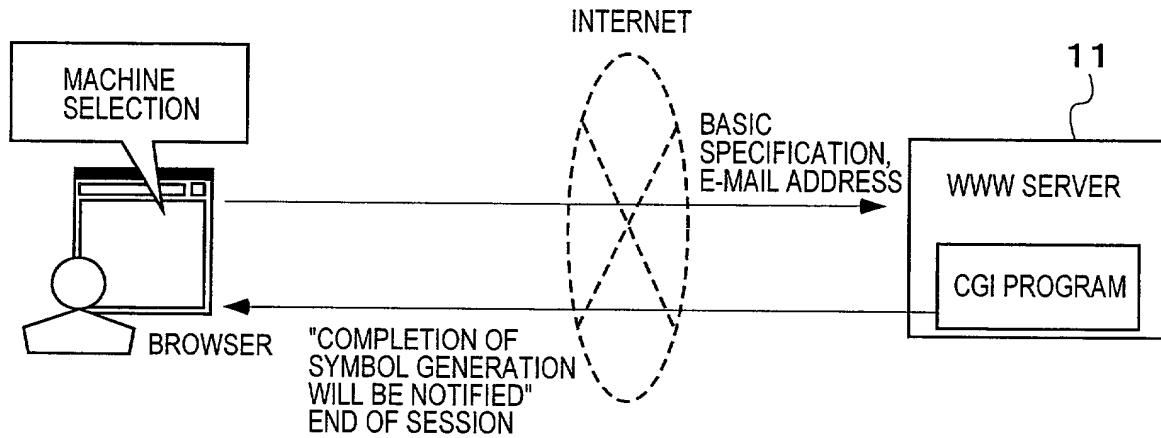 INTERNET
11
MACHINE
SELECTION
BASIC
SPECIFICATION,
E-MAIL ADDRESS
WWW SERVER
CGI PROGRAM
BROWSER
"COMPLETION OF
SYMBOL GENERATION
WILL BE NOTIFIED"
END OF SESSION